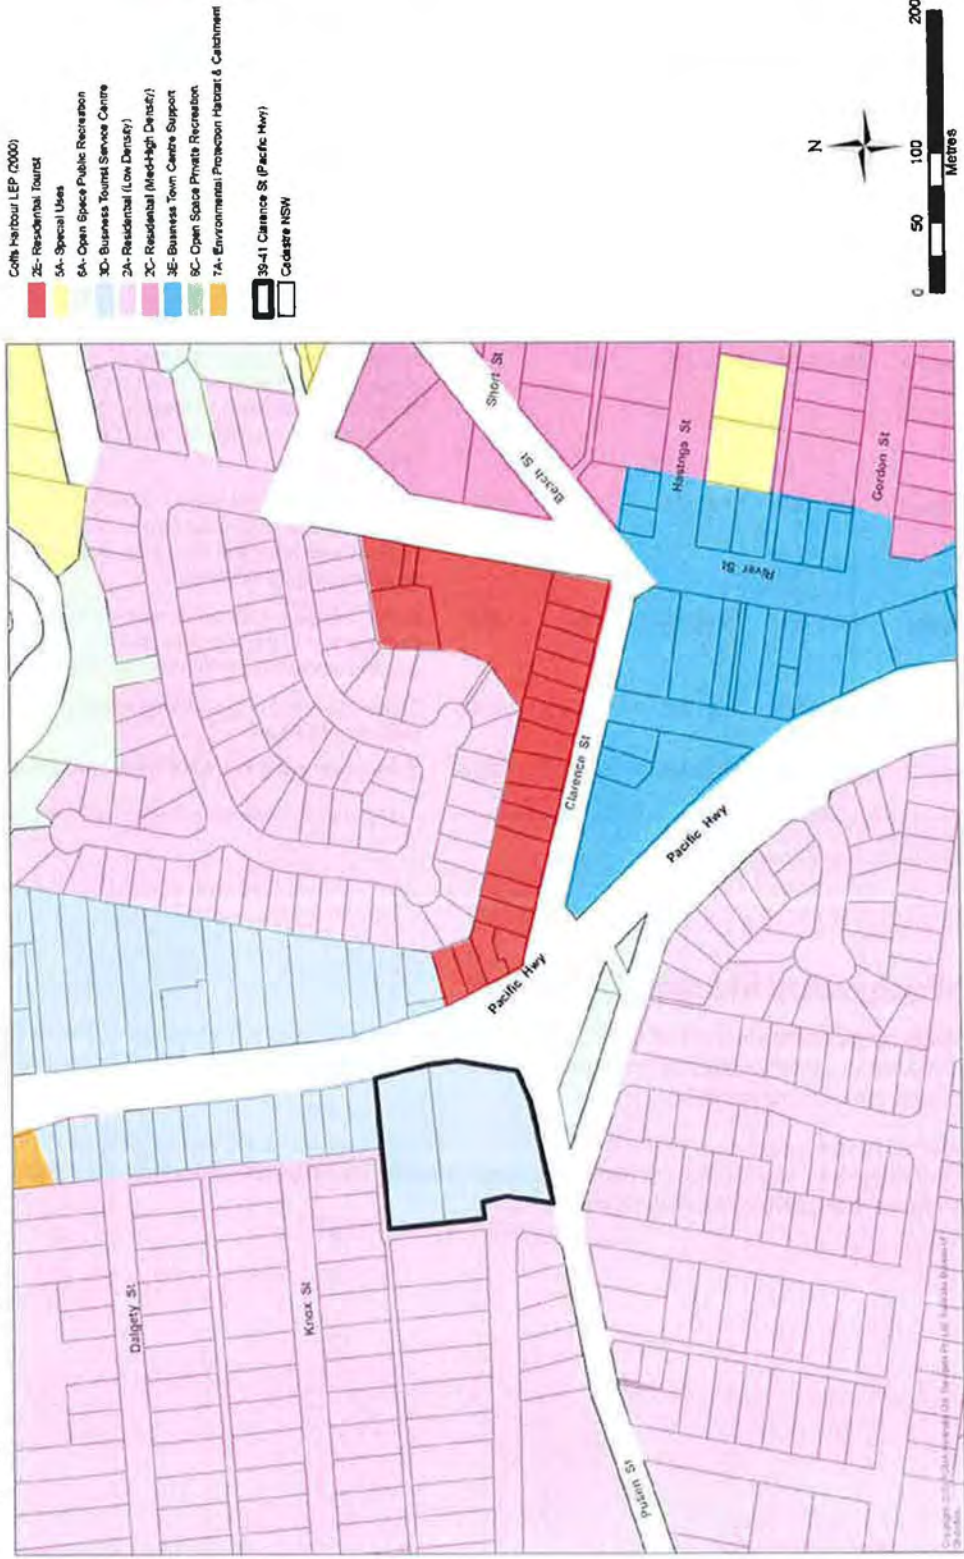 Coffs Harbour LEP (2000)
2E- Residential Tourist
5A- Special Uses
6A- Open Space Public Recreation
3D- Business Tourist Service Centre
2A- Residential (Low Density)
2C- Residential (Med-High Density)
3E- Business Town Centre Support
6C- Open Space Private Recreation
7A- Environmental Protection Habitat & Catchment
39-41 Clarence St (Pacific Hwy)
Cadastre NSW
N
0 50 100 200
Metres
Short St
Beach St
Hastings St
Gordon St
River St
Clarence St
Pacific Hwy
Pacific Hwy
Dalgety St
Knox St